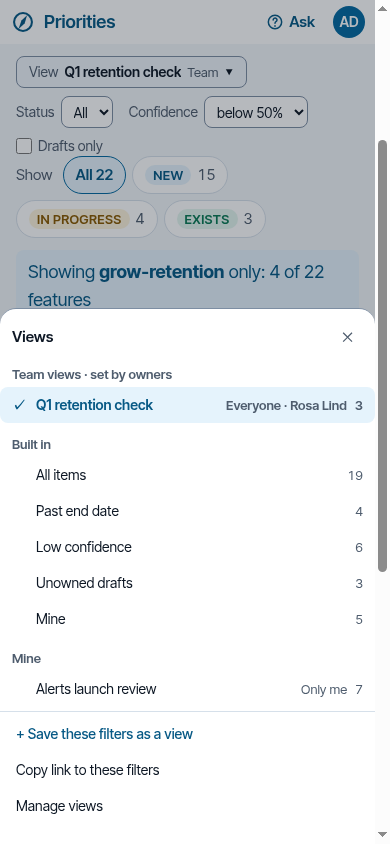 Priorities
Ask
AD
View Q1 retention check Team ▼
Status All Confidence below 50%
Drafts only
Show All 22 NEW 15
IN PROGRESS 4 EXISTS 3
Showing grow-retention only: 4 of 22
features
Views
Team views · set by owners
✓ Q1 retention check Everyone · Rosa Lind 3
Built in
All items 19
Past end date 4
Low confidence 6
Unowned drafts 3
Mine 5
Mine
Alerts launch review Only me 7
+ Save these filters as a view
Copy link to these filters
Manage views